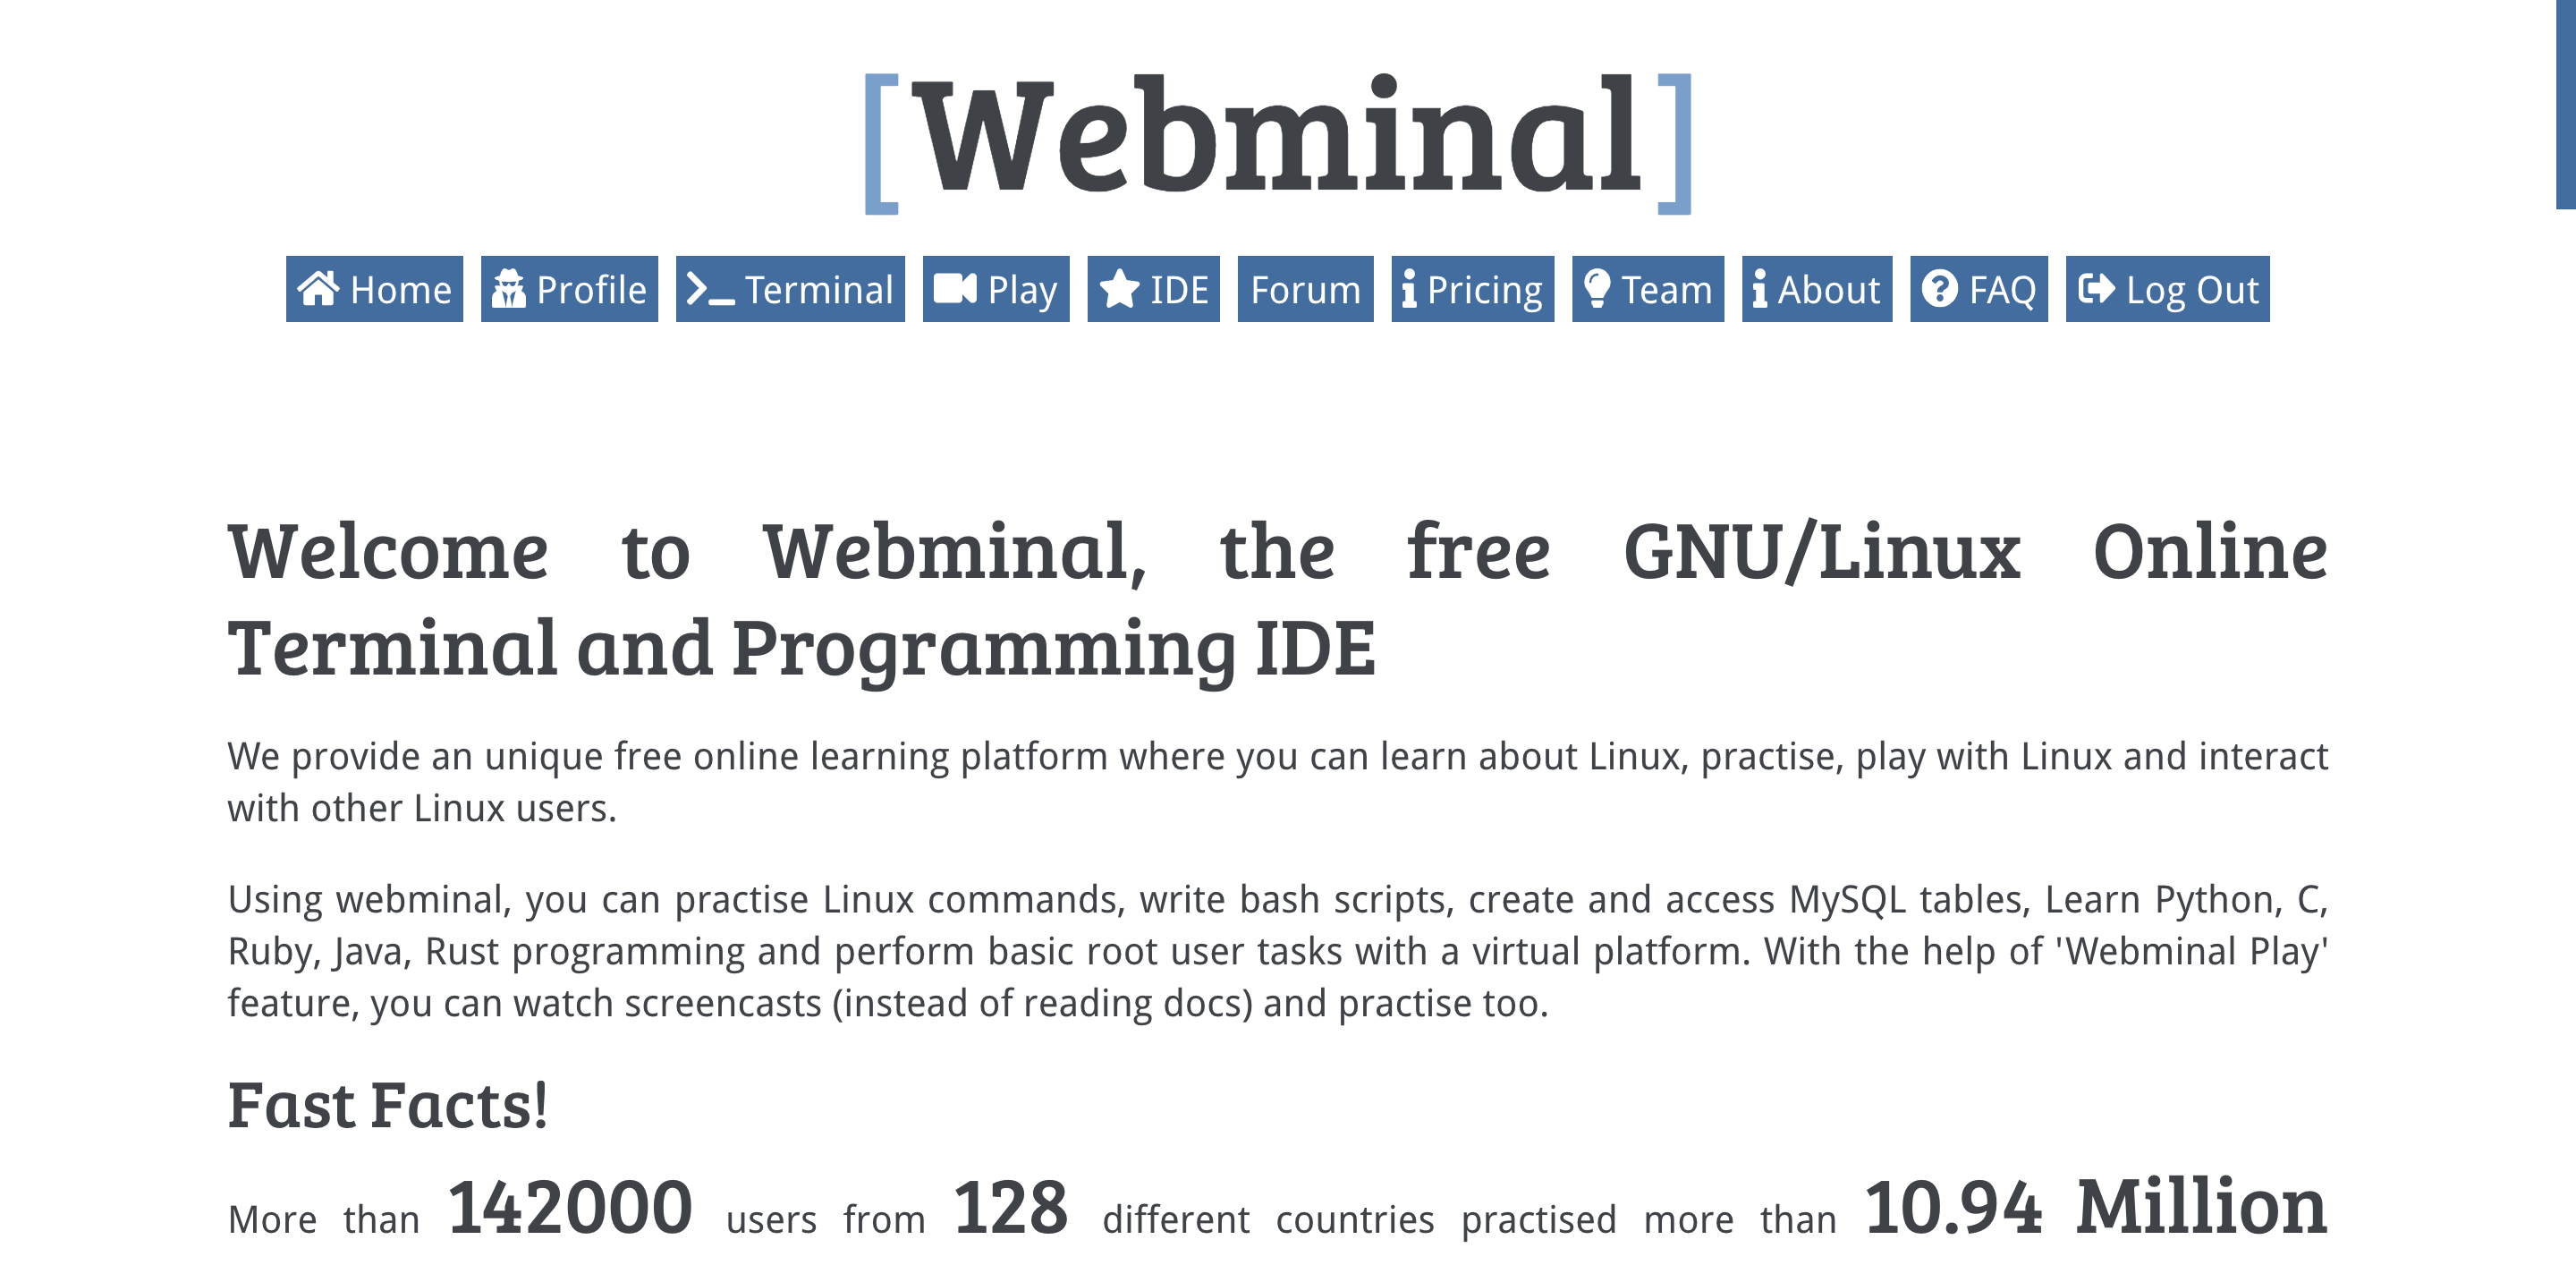 [Webminal]
Home Profile Terminal Play IDE Forum Pricing Team About FAQ Log Out
Welcome to Webminal, the free GNU/Linux Online
Terminal and Programming IDE
We provide an unique free online learning platform where you can learn about Linux, practise, play with Linux and interact
with other Linux users.
Using webminal, you can practise Linux commands, write bash scripts, create and access MySQL tables, Learn Python, C,
Ruby, Java, Rust programming and perform basic root user tasks with a virtual platform. With the help of 'Webminal Play'
feature, you can watch screencasts (instead of reading docs) and practise too.
Fast Facts!
More than 142000 users from 128 different countries practised more than 10.94 Million